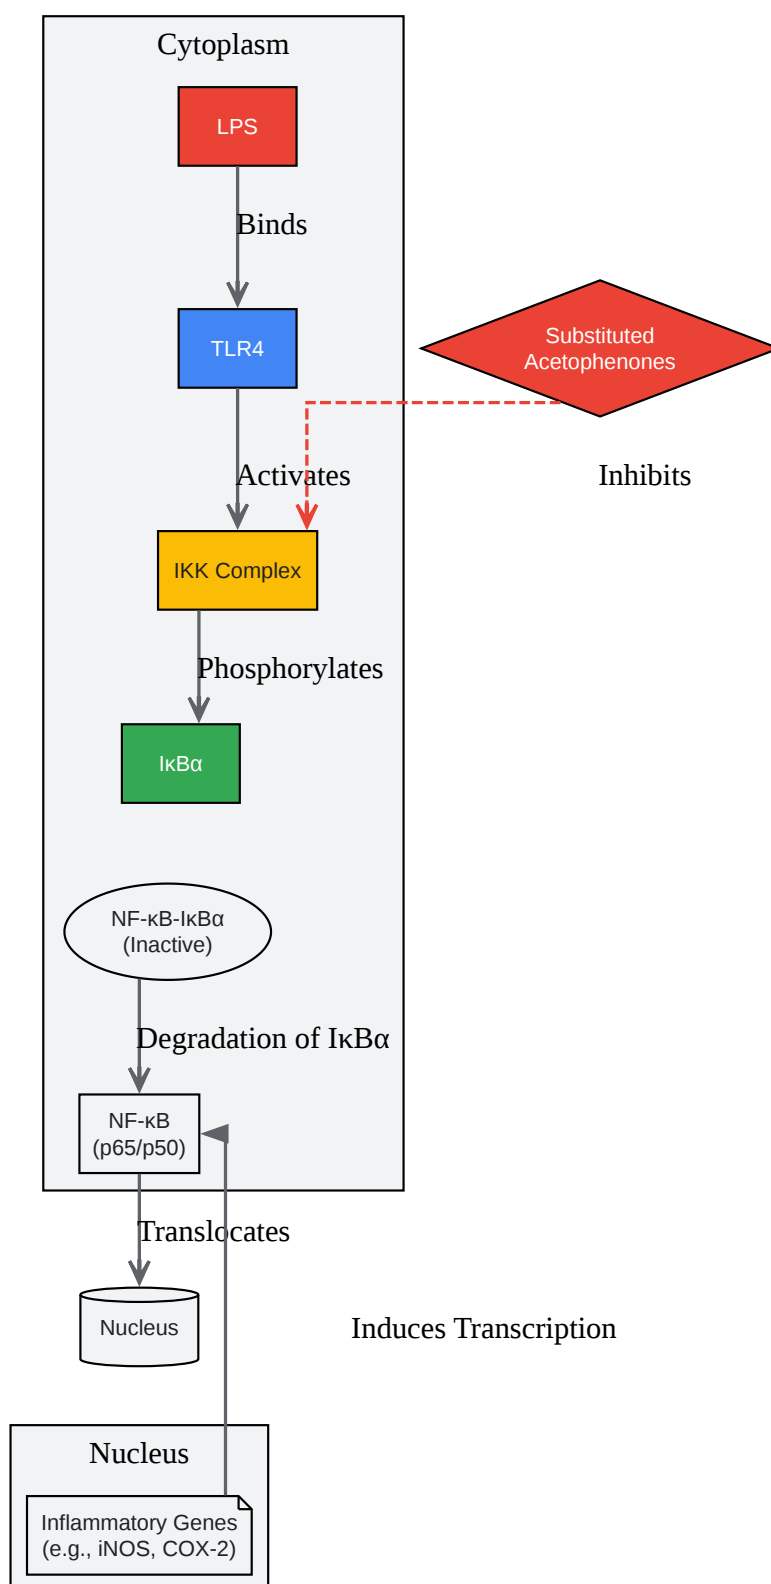 Cytoplasm
LPS
Binds
TLR4
Substituted
Acetophenones
Activates
Inhibits
IKK Complex
Phosphorylates
IκBα
NF-κB-IκBα
(Inactive)
Degradation of IκBα
NF-κB
(p65/p50)
Translocates
Nucleus
Induces Transcription
Nucleus
Inflammatory Genes
(e.g., iNOS, COX-2)